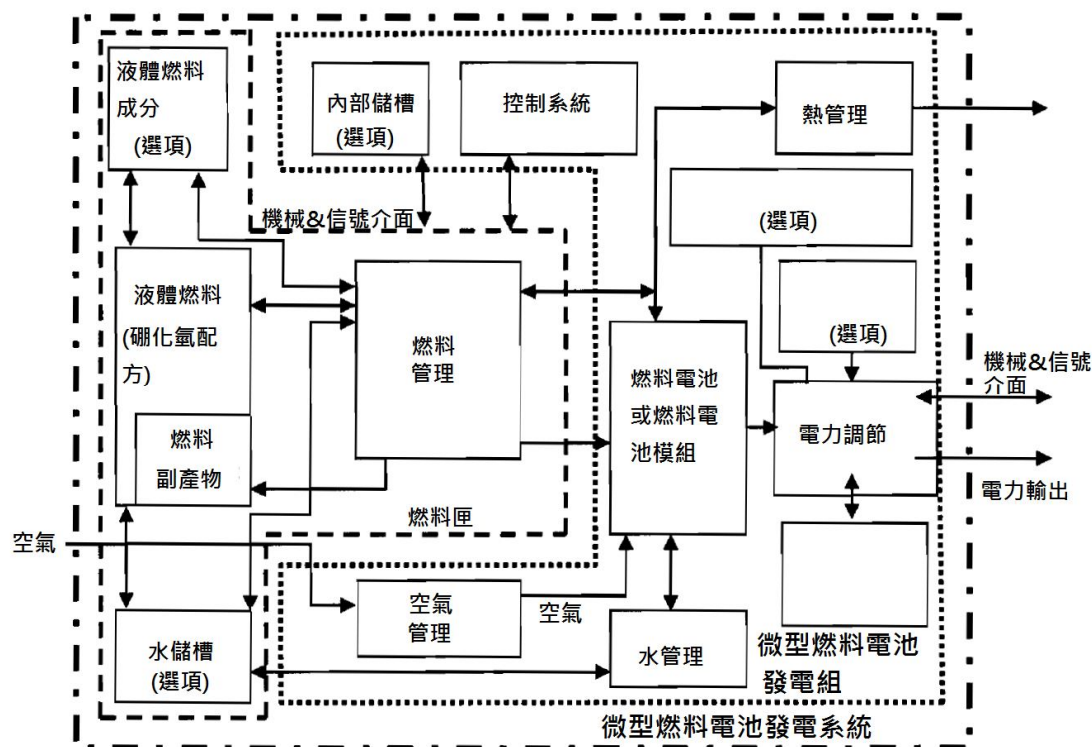 液體燃料
成分
(選項)
內部儲槽
(選項)
控制系統
熱管理
(選項)
機械&信號介面
液體燃料
(硼化氫配
方)
燃料
管理
(選項)
燃料電池
或燃料電
池模組
電力調節
機械&信號
介面
燃料
副產物
燃料匣
電力輸出
空氣
空氣
管理
空氣
水儲槽
(選項)
水管理
微型燃料電池
發電組
微型燃料電池發電系統